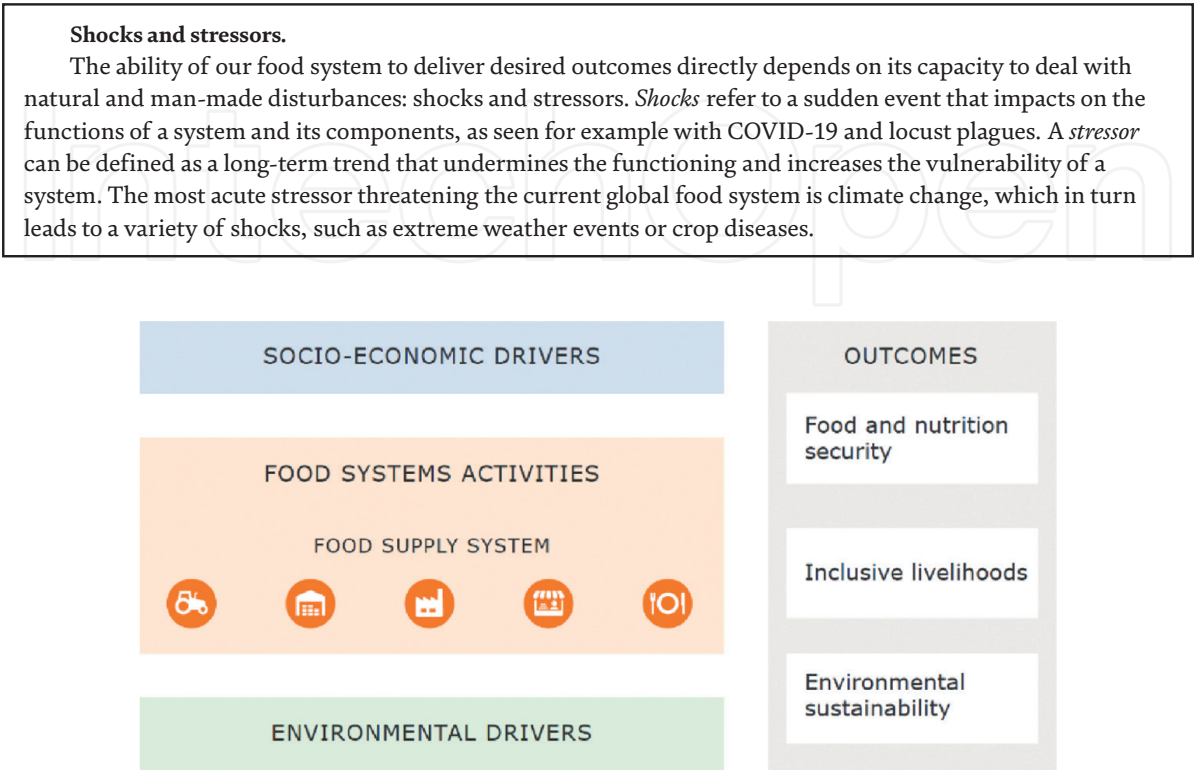 Shocks and stressors.
The ability of our food system to deliver desired outcomes directly depends on its capacity to deal with
natural and man-made disturbances: shocks and stressors. Shocks refer to a sudden event that impacts on the
functions of a system and its components, as seen for example with COVID-19 and locust plagues. A stressor
can be defined as a long-term trend that undermines the functioning and increases the vulnerability of a
system. The most acute stressor threatening the current global food system is climate change, which in turn
leads to a variety of shocks, such as extreme weather events or crop diseases.
IntechOpen
SOCIO-ECONOMIC DRIVERS
FOOD SYSTEMS ACTIVITIES
FOOD SUPPLY SYSTEM
ENVIRONMENTAL DRIVERS
OUTCOMES
Food and nutrition
security
Inclusive livelihoods
Environmental
sustainability